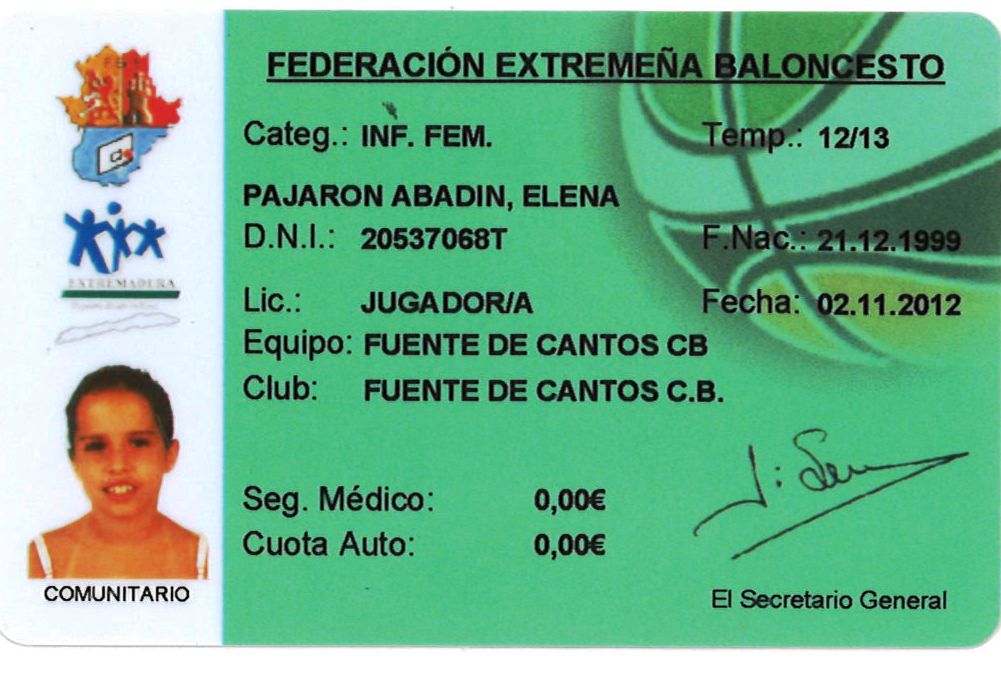 FEDERACIÓN EXTREMEÑA BALONCESTO
Categ.: INF. FEM. Temp.: 12/13
PAJARON ABADIN, ELENA
D.N.I.: 20537068T F.Nac.: 21.12.1999
Lic.: JUGADOR/A Fecha: 02.11.2012
Equipo: FUENTE DE CANTOS CB
Club: FUENTE DE CANTOS C.B.
Seg. Médico: 0,00€
Cuota Auto: 0,00€
El Secretario General
EXTREMADURA
COMUNITARIO